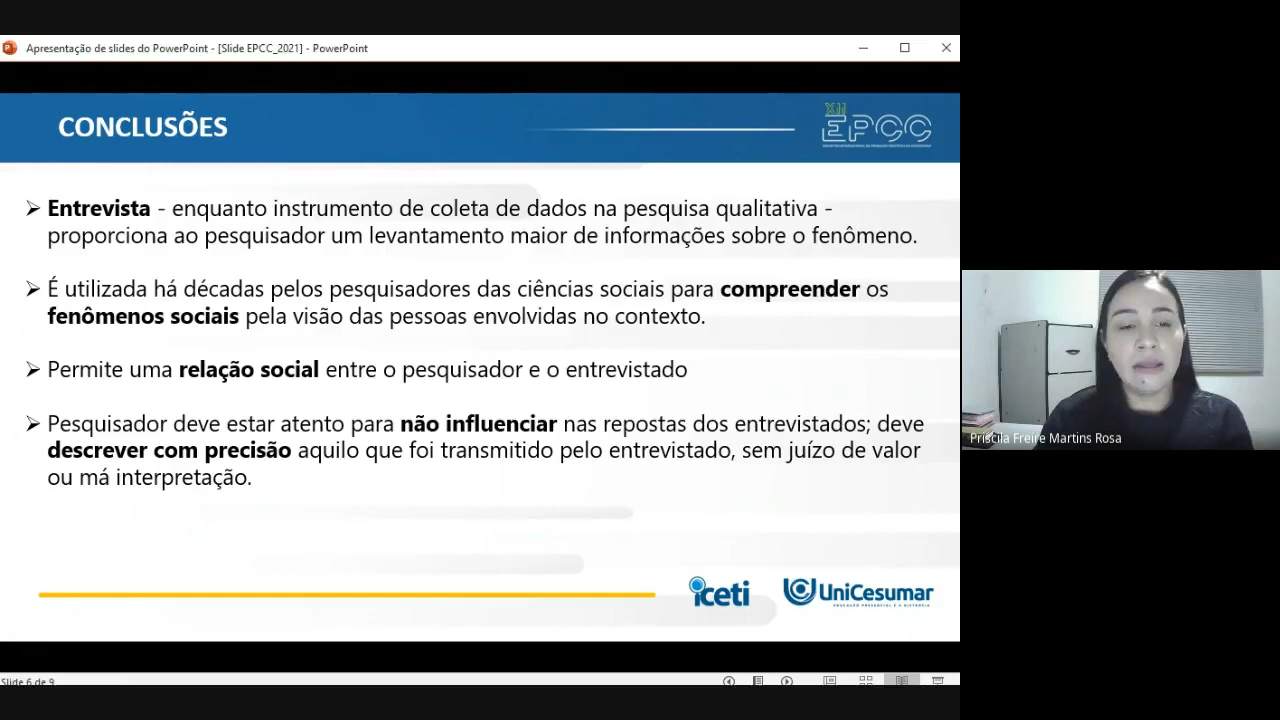 Apresentação de slides do PowerPoint - [Slide EPCC_2021] - PowerPoint
CONCLUSÕES
XII
EPCC
Entrevista - enquanto instrumento de coleta de dados na pesquisa qualitativa -
proporciona ao pesquisador um levantamento maior de informações sobre o fenômeno.
É utilizada há décadas pelos pesquisadores das ciências sociais para compreender os
fenômenos sociais pela visão das pessoas envolvidas no contexto.
Permite uma relação social entre o pesquisador e o entrevistado
Pesquisador deve estar atento para não influenciar nas repostas dos entrevistados; deve
descrever com precisão aquilo que foi transmitido pelo entrevistado, sem juízo de valor
ou má interpretação.
iceti
UniCesumar
EDUCAÇÃO PRESENCIAL E A DISTÂNCIA
Slide 6 de 9
Priscila Freire Martins Rosa